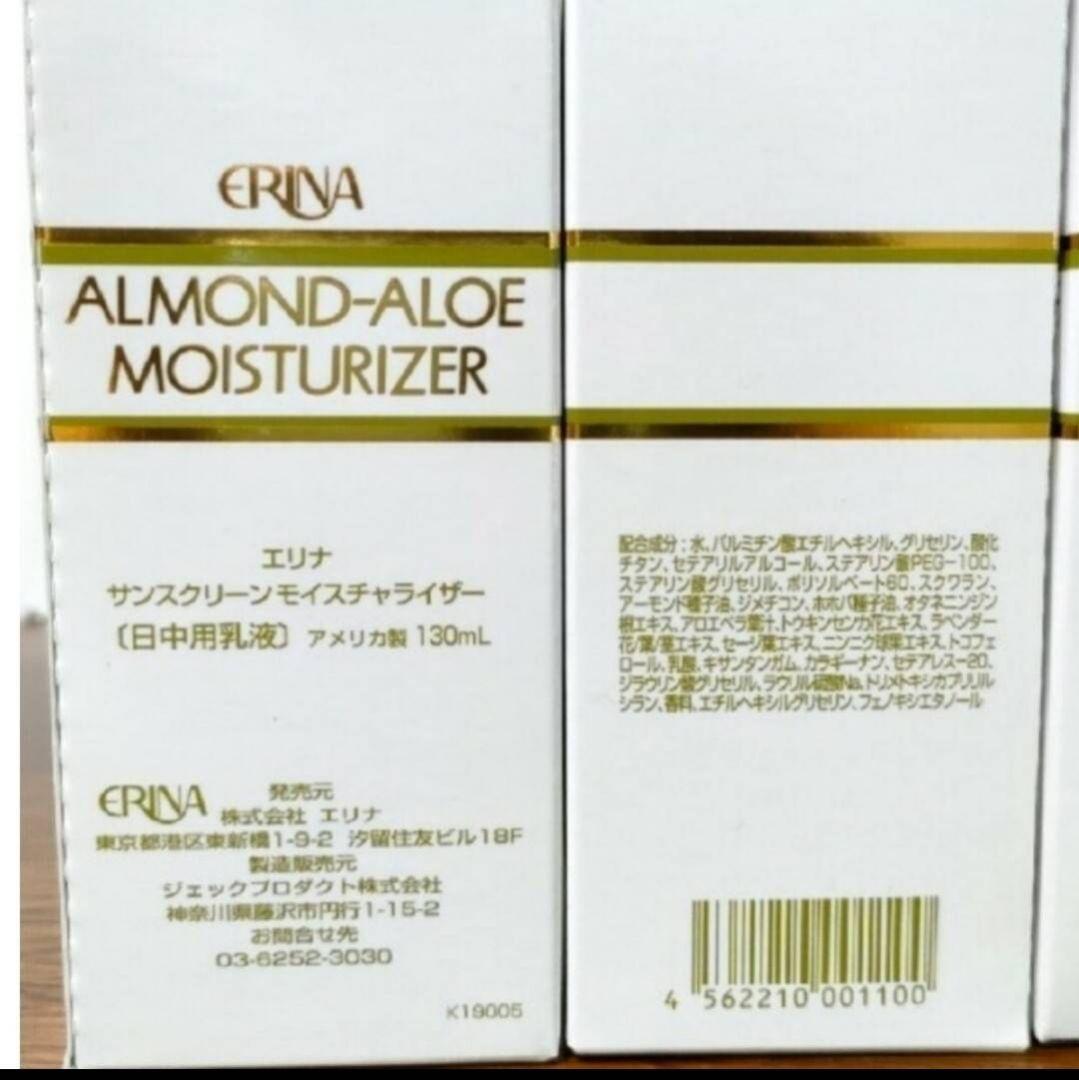 ERINA
ALMOND-ALOE
MOISTURIZER
エリナ
サンスクリーンモイスチャライザー
〔日中用乳液〕 アメリカ製 130mL
ERINA 発売元
株式会社 エリナ
東京都港区東新橋1-9-2 汐留住友ビル18F
製造販売元
ジェックプロダクト株式会社
神奈川県藤沢市円行1-15-2
お問合せ先
03-6252-3030
K19005
配合成分：水、パルミチン酸エチルヘキシル、グリセリン、酸化
チタン、セテアリルアルコール、ステアリン酸PEG-100、
ステアリン酸グリセリル、ポリソルベート60、スクワラン、
アーモンド種子油、ジメチコン、ホホバ種子油、オタネニンジン
根エキス、アロエベラ葉汁、トウキンセンカ花エキス、ラベンダー
花/葉/茎エキス、セージ葉エキス、ニンニク球根エキス、トコフェ
ロール、乳酸、キサンタンガム、カラギーナン、セテアレス-20、
ジラウリン酸グリセリル、ラウリル硫酸Na、トリメトキシカプリリル
シラン、香料、エチルヘキシルグリセリン、フェノキシエタノール
4 562210 001100